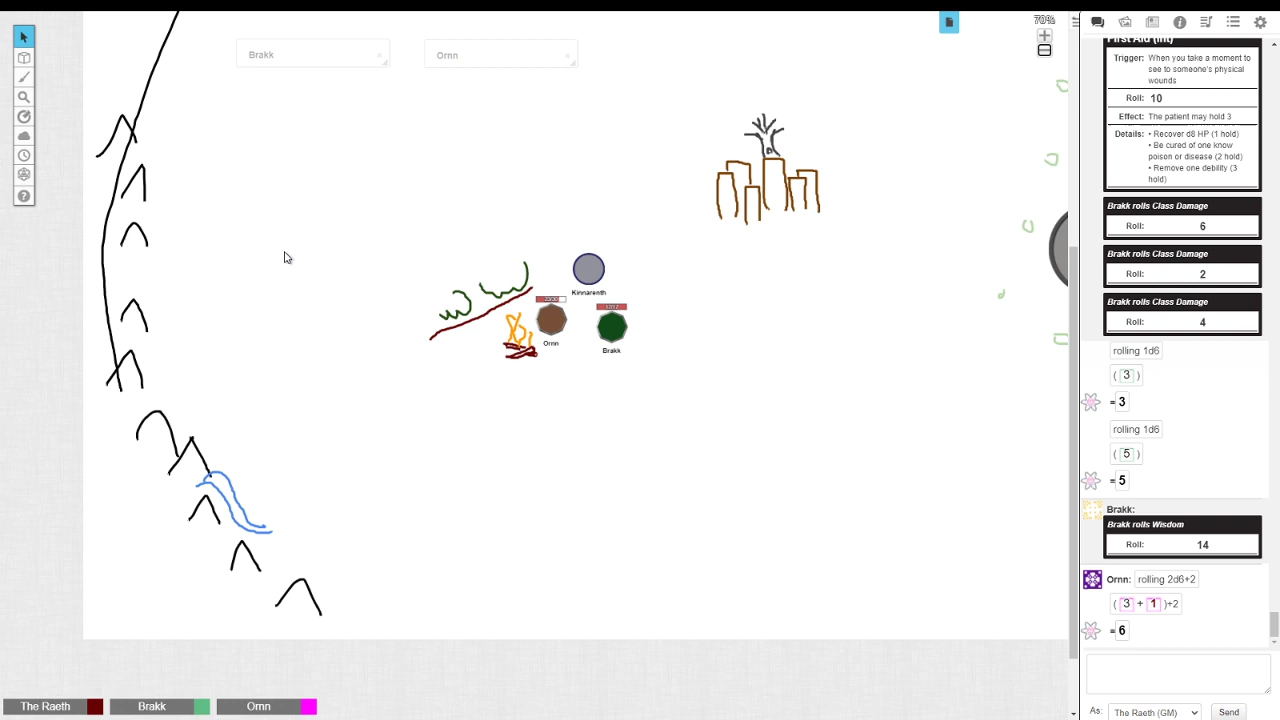 Brakk
Ornn
70%
Kinnarenth
Ornn
Brakk
The Raeth
Brakk
Ornn
First Aid (Int)
Trigger: When you take a moment to
see to someone's physical
wounds
Roll: 10
Effect: The patient may hold 3
Details: • Recover d8 HP (1 hold)
• Be cured of one know
poison or disease (2 hold)
• Remove one debility (3
hold)
Brakk rolls Class Damage
Roll: 6
Brakk rolls Class Damage
Roll: 2
Brakk rolls Class Damage
Roll: 4
rolling 1d6
( 3 )
= 3
rolling 1d6
( 5 )
= 5
Brakk:
Brakk rolls Wisdom
Roll: 14
Ornn: rolling 2d6+2
( 3 + 1 )+2
= 6
As: The Raeth (GM) Send